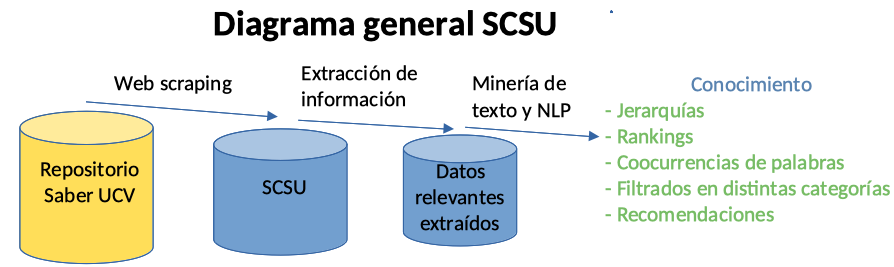 Diagrama general SCSU
Web scraping
Extracción de
información
Minería de
texto y NLP
Conocimiento
- Jerarquías
- Rankings
- Coocurrencias de palabras
- Filtrados en distintas categorías
- Recomendaciones
Repositorio
Saber UCV
SCSU
Datos
relevantes
extraídos